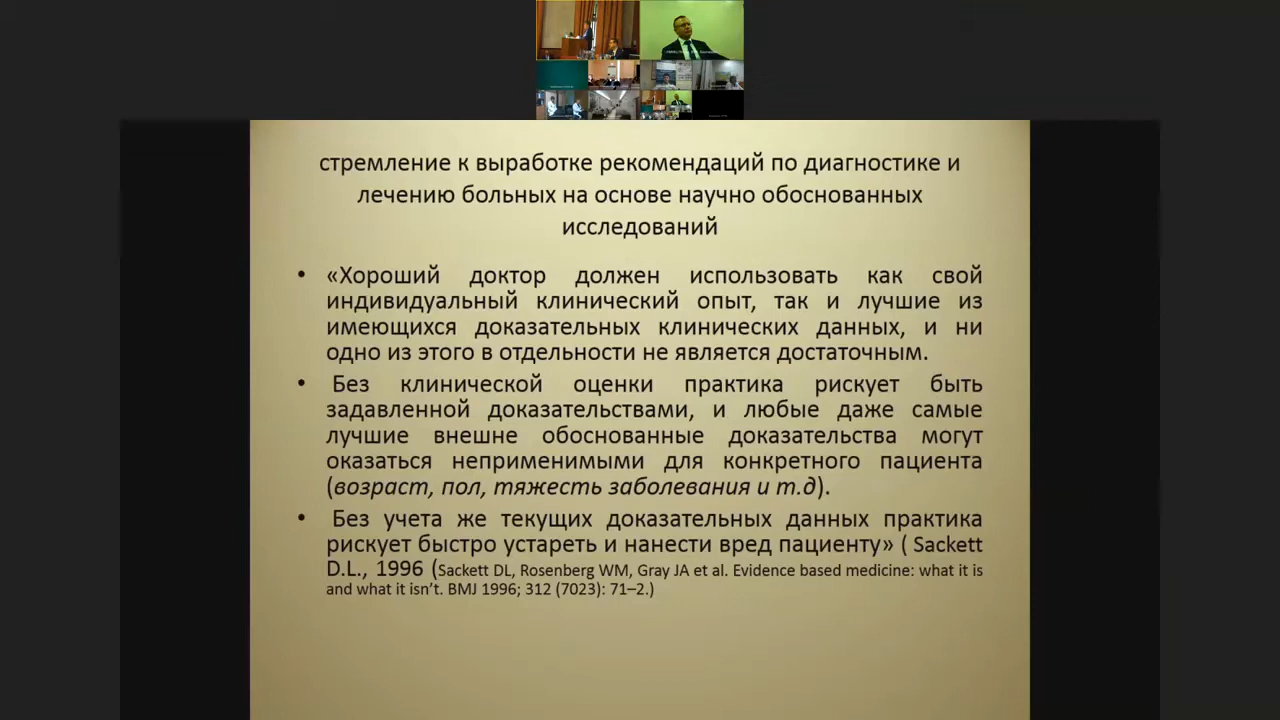 стремление к выработке рекомендаций по диагностике и
лечению больных на основе научно обоснованных
исследований
• «Хороший доктор должен использовать как свой
индивидуальный клинический опыт, так и лучшие из
имеющихся доказательных клинических данных, и ни
одно из этого в отдельности не является достаточным.
• Без клинической оценки практика рискует быть
задавленной доказательствами, и любые даже самые
лучшие внешне обоснованные доказательства могут
оказаться неприменимыми для конкретного пациента
(возраст, пол, тяжесть заболевания и т.д).
• Без учета же текущих доказательных данных практика
рискует быстро устареть и нанести вред пациенту» ( Sackett
D.L., 1996 (Sackett DL, Rosenberg WM, Gray JA et al. Evidence based medicine: what it is
and what it isn’t. BMJ 1996; 312 (7023): 71–2.)